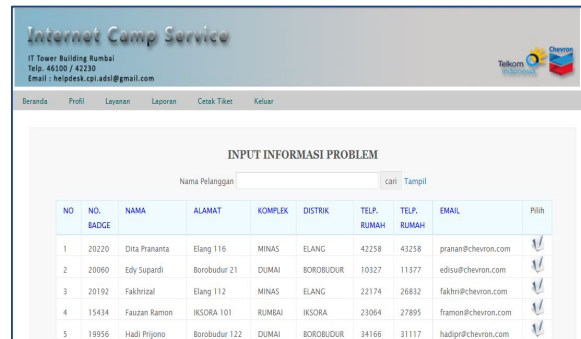 Internet Camp Service
IT Tower Building Rumbai
Telp. 46100 / 42230
Email : helpdesk.cpi.adsl@gmail.com
Telkom Indonesia
Chevron
Beranda Profil Layanan Laporan Cetak Tiket Keluar
INPUT INFORMASI PROBLEM
Nama Pelanggan cari Tampil
NO NO. BADGE NAMA ALAMAT KOMPLEK DISTRIK TELP. RUMAH TELP. RUMAH EMAIL Pilih
1 20220 Dita Prananta Elang 116 MINAS ELANG 42258 43258 pranan@chevron.com
2 20060 Edy Supardi Borobudur 21 DUMAI BOROBUDUR 10327 11377 edisu@chevron.com
3 20192 Fakhrizal Elang 112 MINAS ELANG 22174 26832 fakhri@chevron.com
4 15434 Fauzan Ramon IKSORA 101 RUMBAI IKSORA 23064 27895 framon@chevron.com
5 19956 Hadi Prijono Borobudur 122 DUMAI BOROBUDUR 34166 31117 hadipr@chevron.com